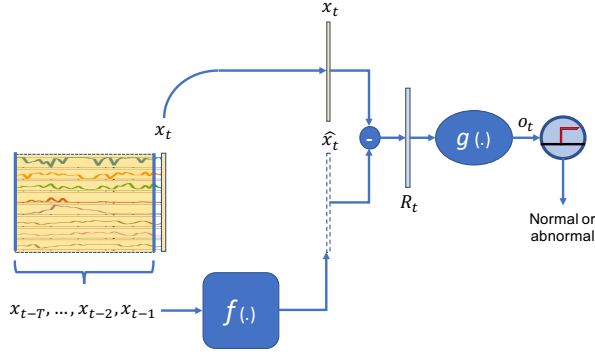 x_t
x_t
x̂_t
-
g(.)
o_t
R_t
Normal or
abnormal
x_{t-T}, ..., x_{t-2}, x_{t-1}
f(.)